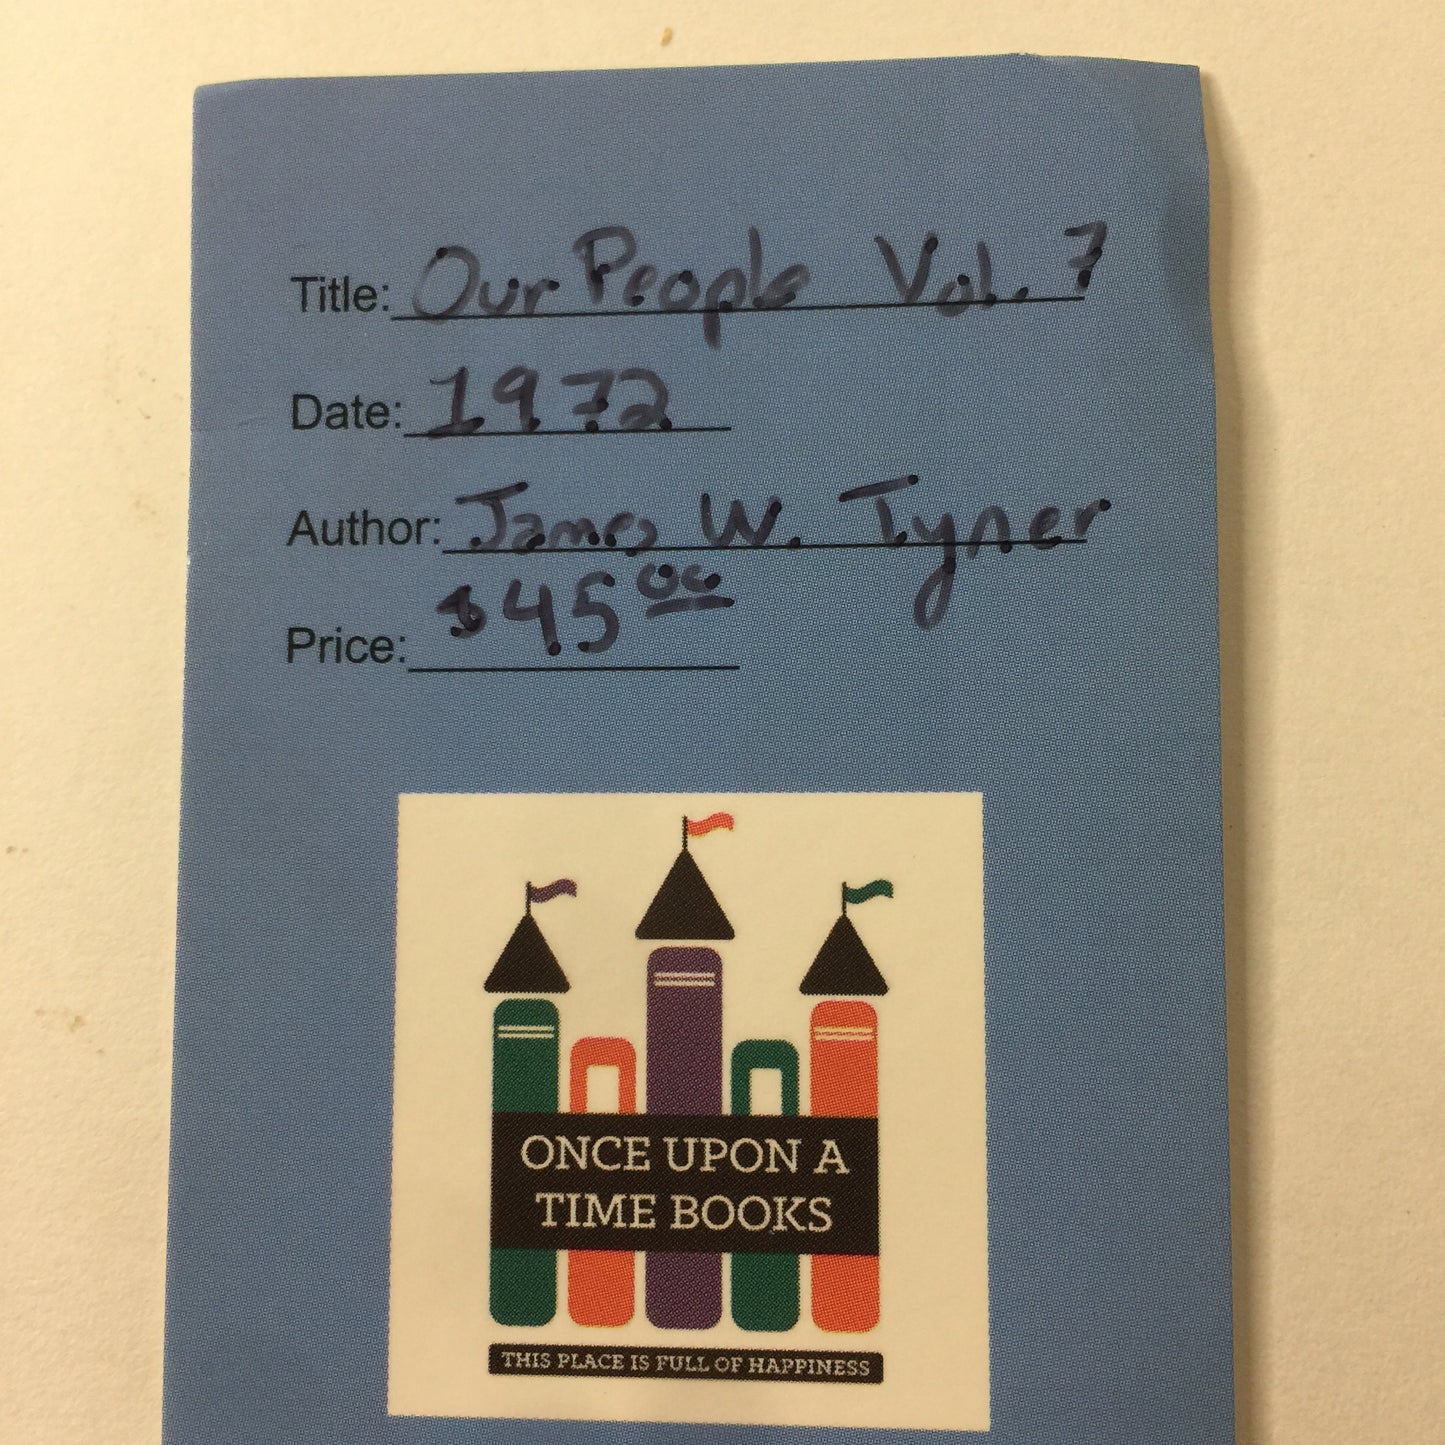 Title: Our People Vol. 7
Date: 1972
Author: James W. Tyner
Price: $45.00
ONCE UPON A
TIME BOOKS
THIS PLACE IS FULL OF HAPPINESS